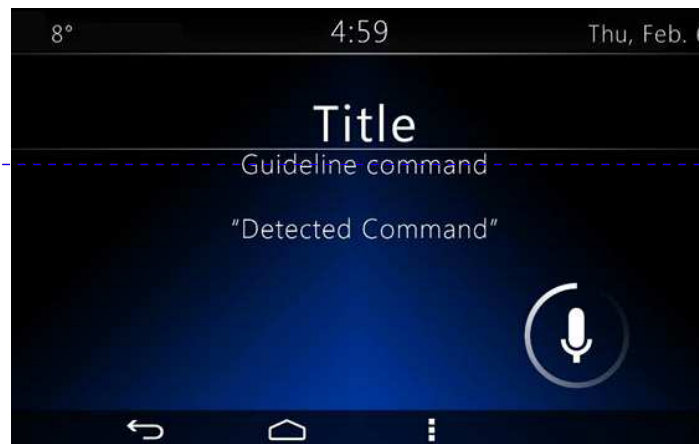 8° 4:59 Thu, Feb.
Title
Guideline command
"Detected Command"